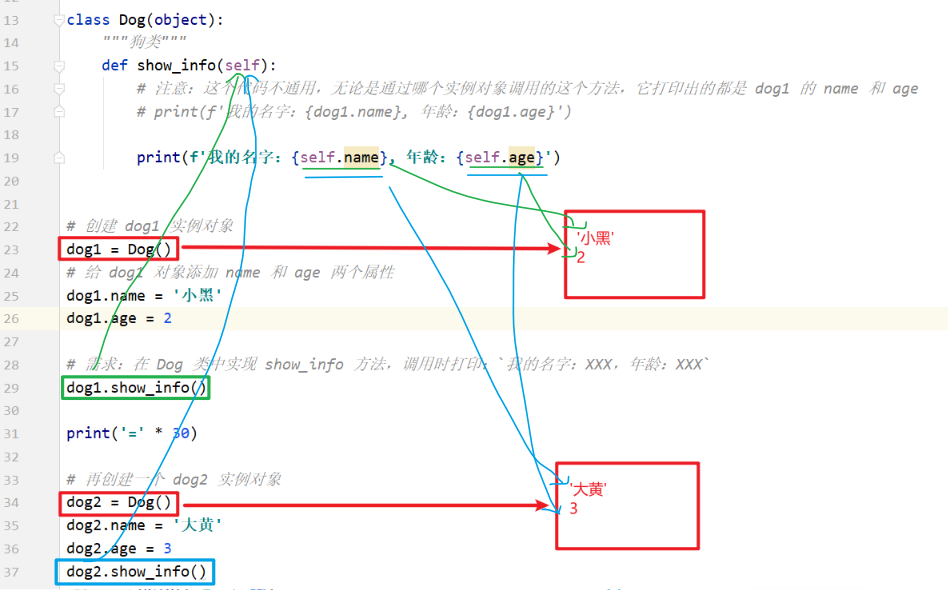 13 class Dog(object):
14 """狗类"""
15 def show_info(self):
16 # 注意：这个代码不通用，无论是通过哪个实例对象调用的这个方法，它打印出的都是 dog1 的 name 和 age
17 # print(f'我的名字：{dog1.name}, 年龄：{dog1.age}')
18
19 print(f'我的名字：{self.name}, 年龄：{self.age}')
20
21
22 # 创建 dog1 实例对象
23 dog1 = Dog()
'小黑'
2
24 # 给 dog1 对象添加 name 和 age 两个属性
25 dog1.name = '小黑'
26 dog1.age = 2
27
28 # 需求：在 Dog 类中实现 show_info 方法，调用时打印：`我的名字：XXX，年龄：XXX`
29 dog1.show_info()
30
31 print('=' * 30)
32
33 # 再创建一个 dog2 实例对象
34 dog2 = Dog()
'大黄'
3
35 dog2.name = '大黄'
36 dog2.age = 3
37 dog2.show_info()